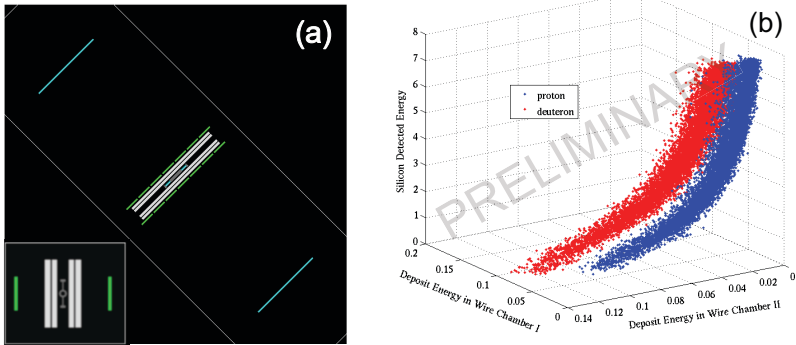 (a)
(b)
8
7
6
5
4
3
2
1
0
Silicon Detected Energy
proton
deuteron
PRELIMINARY
0.2
0.15
0.1
0.05
0
Deposit Energy in Wire Chamber I
0.14
0.12
0.1
0.08
0.06
0.04
0.02
0
Deposit Energy in Wire Chamber II